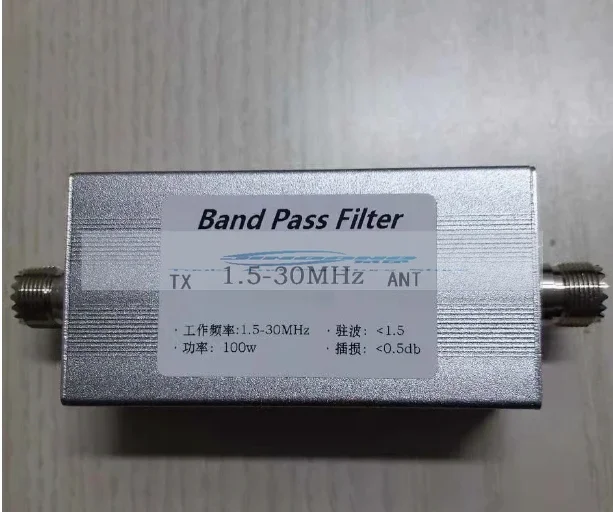 Band Pass Filter
TX 1.5-30MHz ANT
·工作频率:1.5-30MHz ·驻波: <1.5
·功率: 100w ·插损: <0.5db